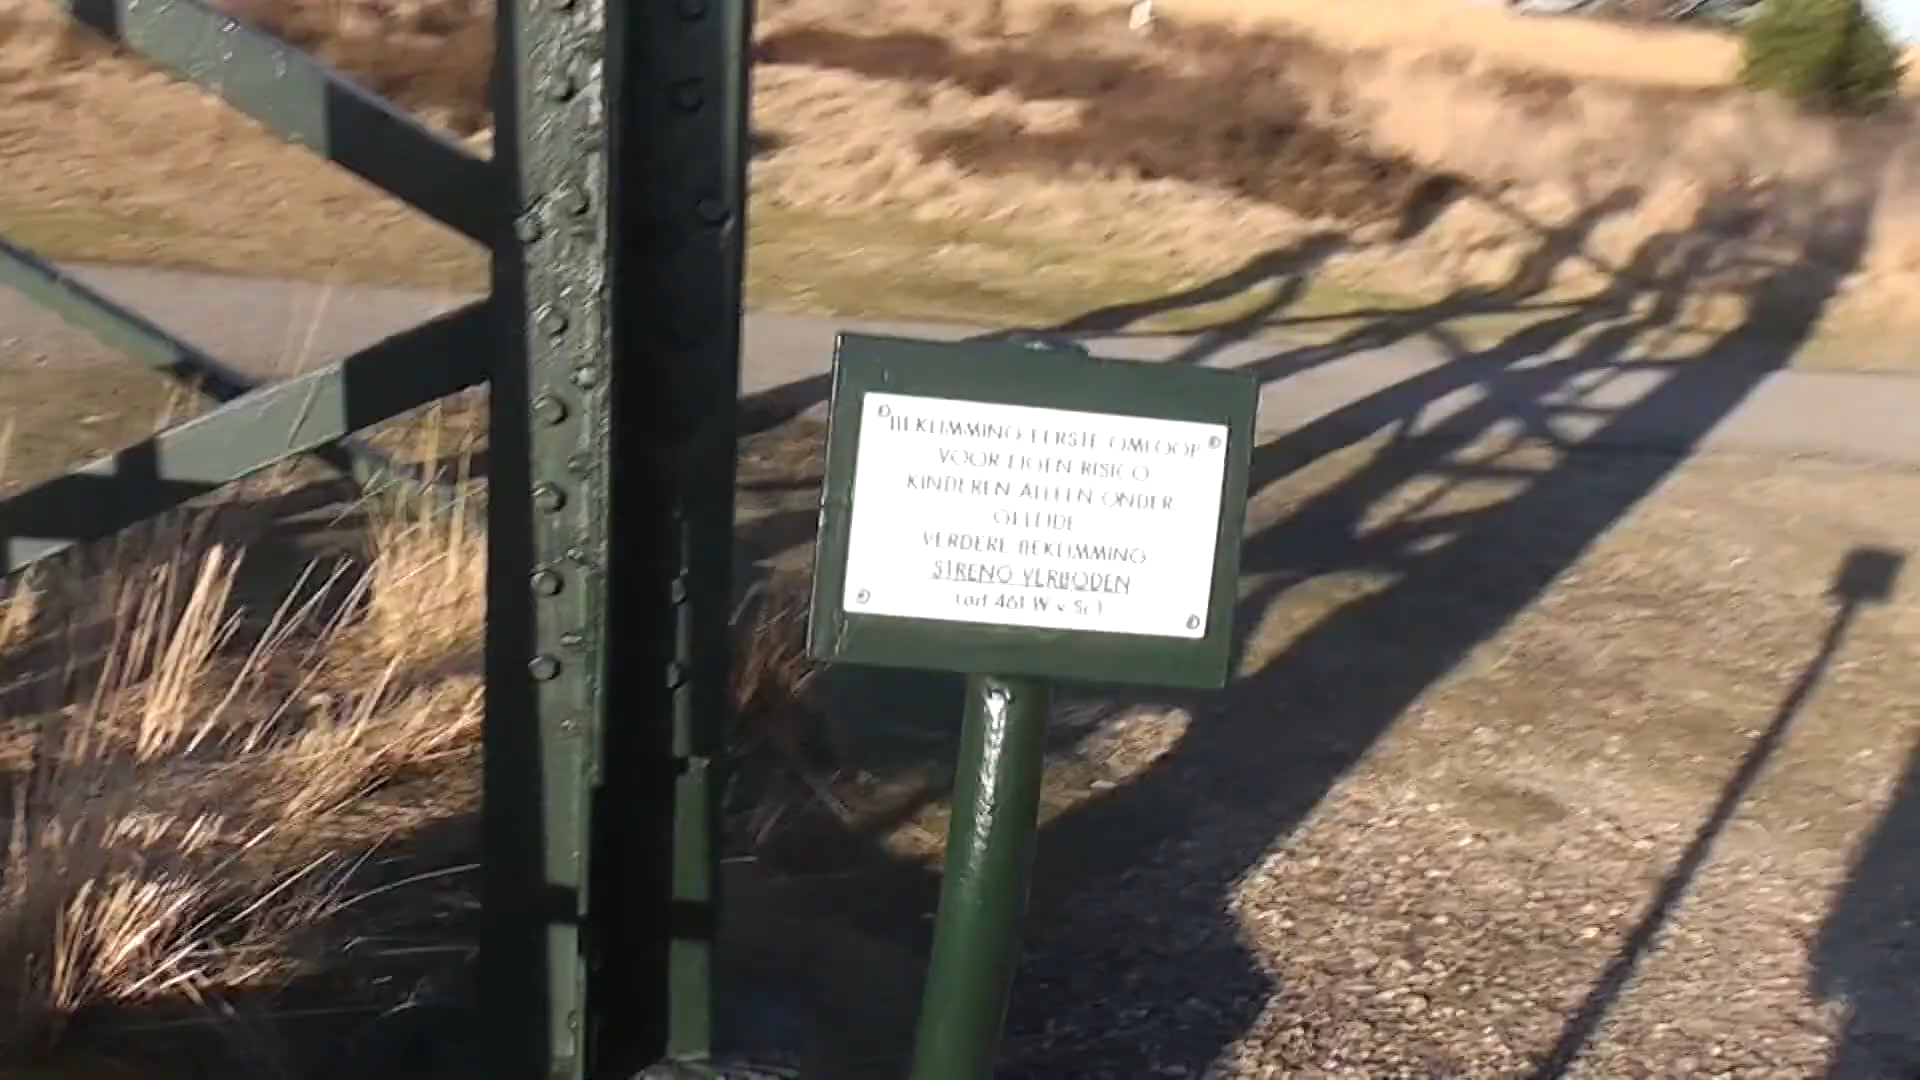 BEKLIMMING EERSTE OMLOOP
VOOR EIGEN RISICO
KINDEREN ALLEEN ONDER
GELEIDE
VERDERE BEKLIMMING
STRENG VERBODEN
(art 461 W v Sr)